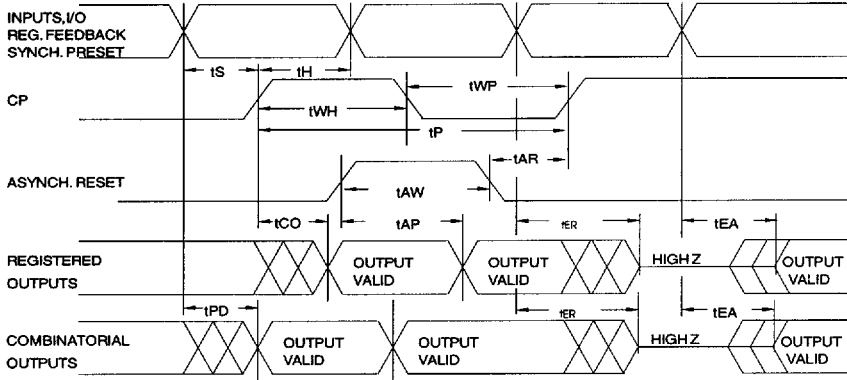 INPUTS,I/O
REG. FEEDBACK
SYNCH. PRESET
tS
tH
tWP
CP
tWH
tP
tAR
ASYNCH. RESET
tAW
tCO
tAP
tER
tEA
REGISTERED
OUTPUTS
OUTPUT
VALID
OUTPUT
VALID
HIGH Z
OUTPUT
VALID
tPD
tER
tEA
COMBINATORIAL
OUTPUTS
OUTPUT
VALID
OUTPUT
VALID
HIGH Z
OUTPUT
VALID